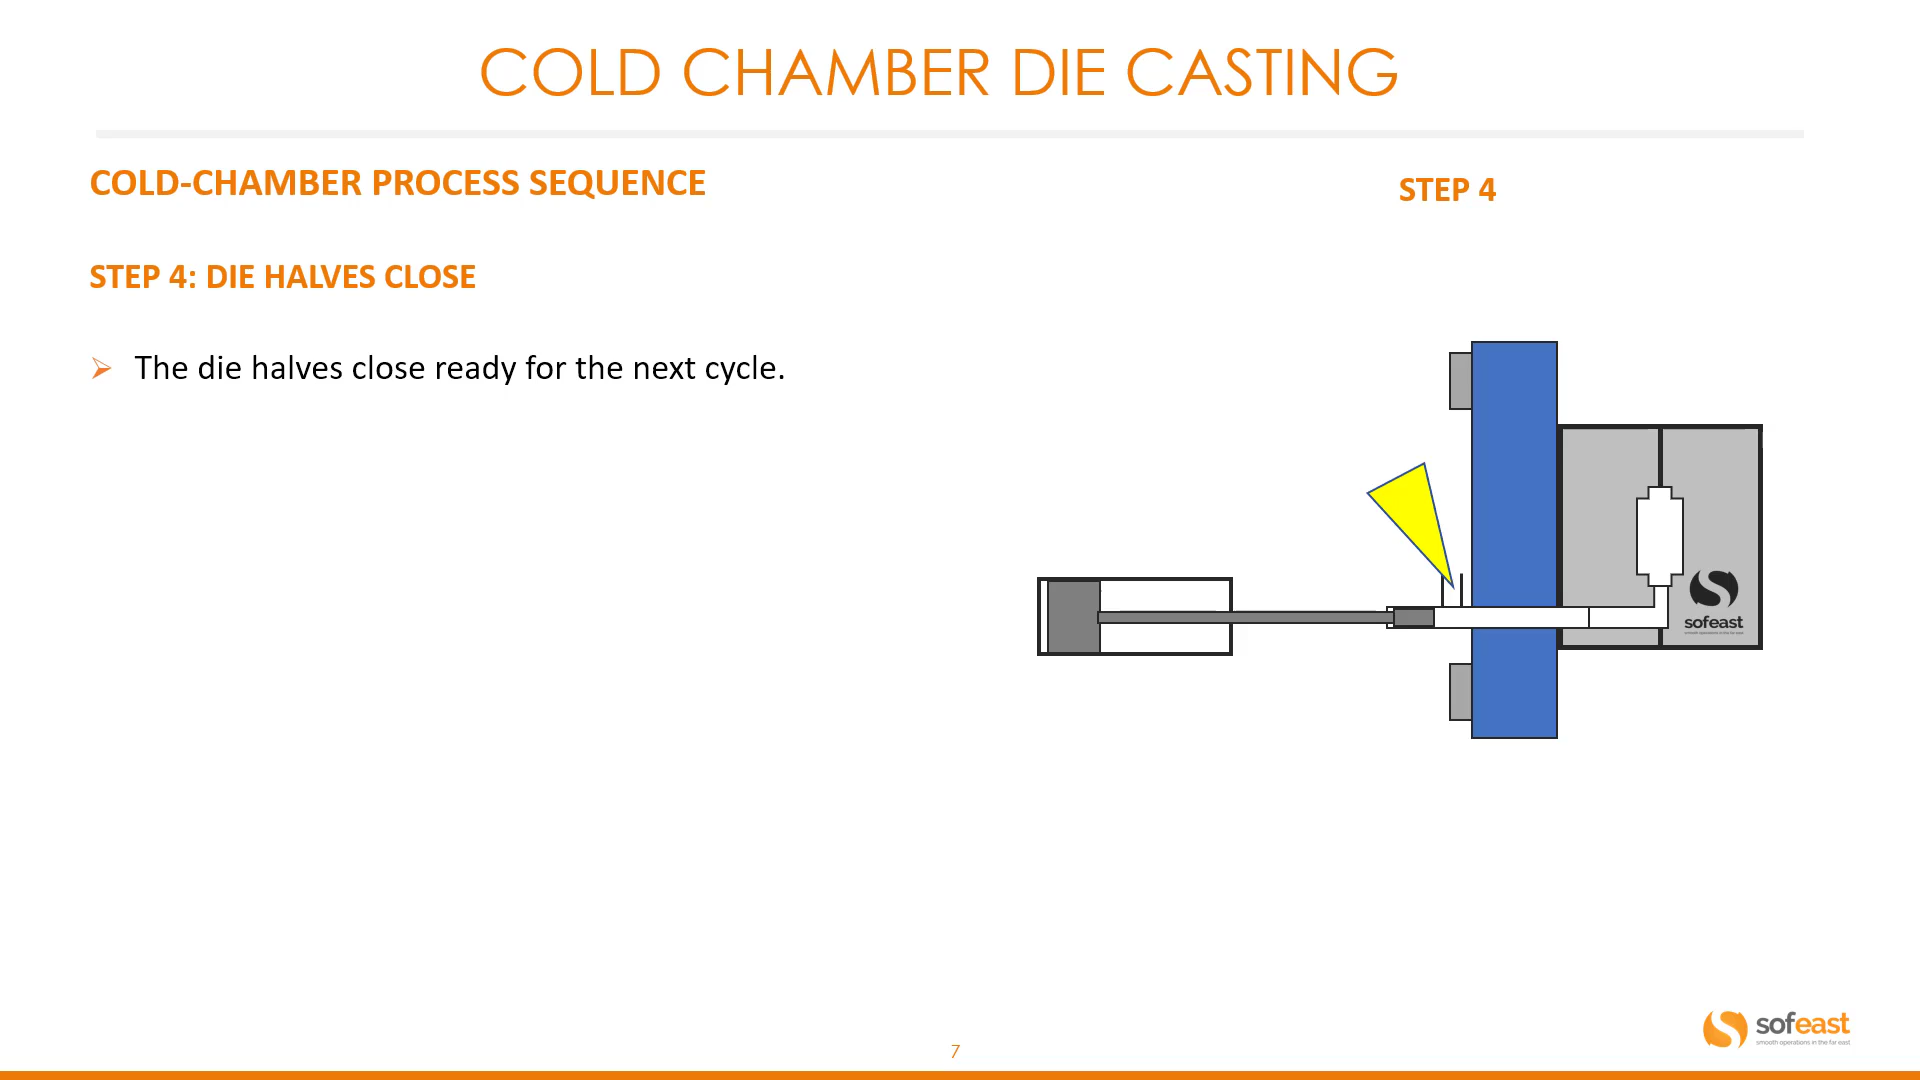 COLD CHAMBER DIE CASTING
COLD-CHAMBER PROCESS SEQUENCE
STEP 4
STEP 4: DIE HALVES CLOSE
The die halves close ready for the next cycle.
sofeast
sofeast
smooth operations in the far east
7